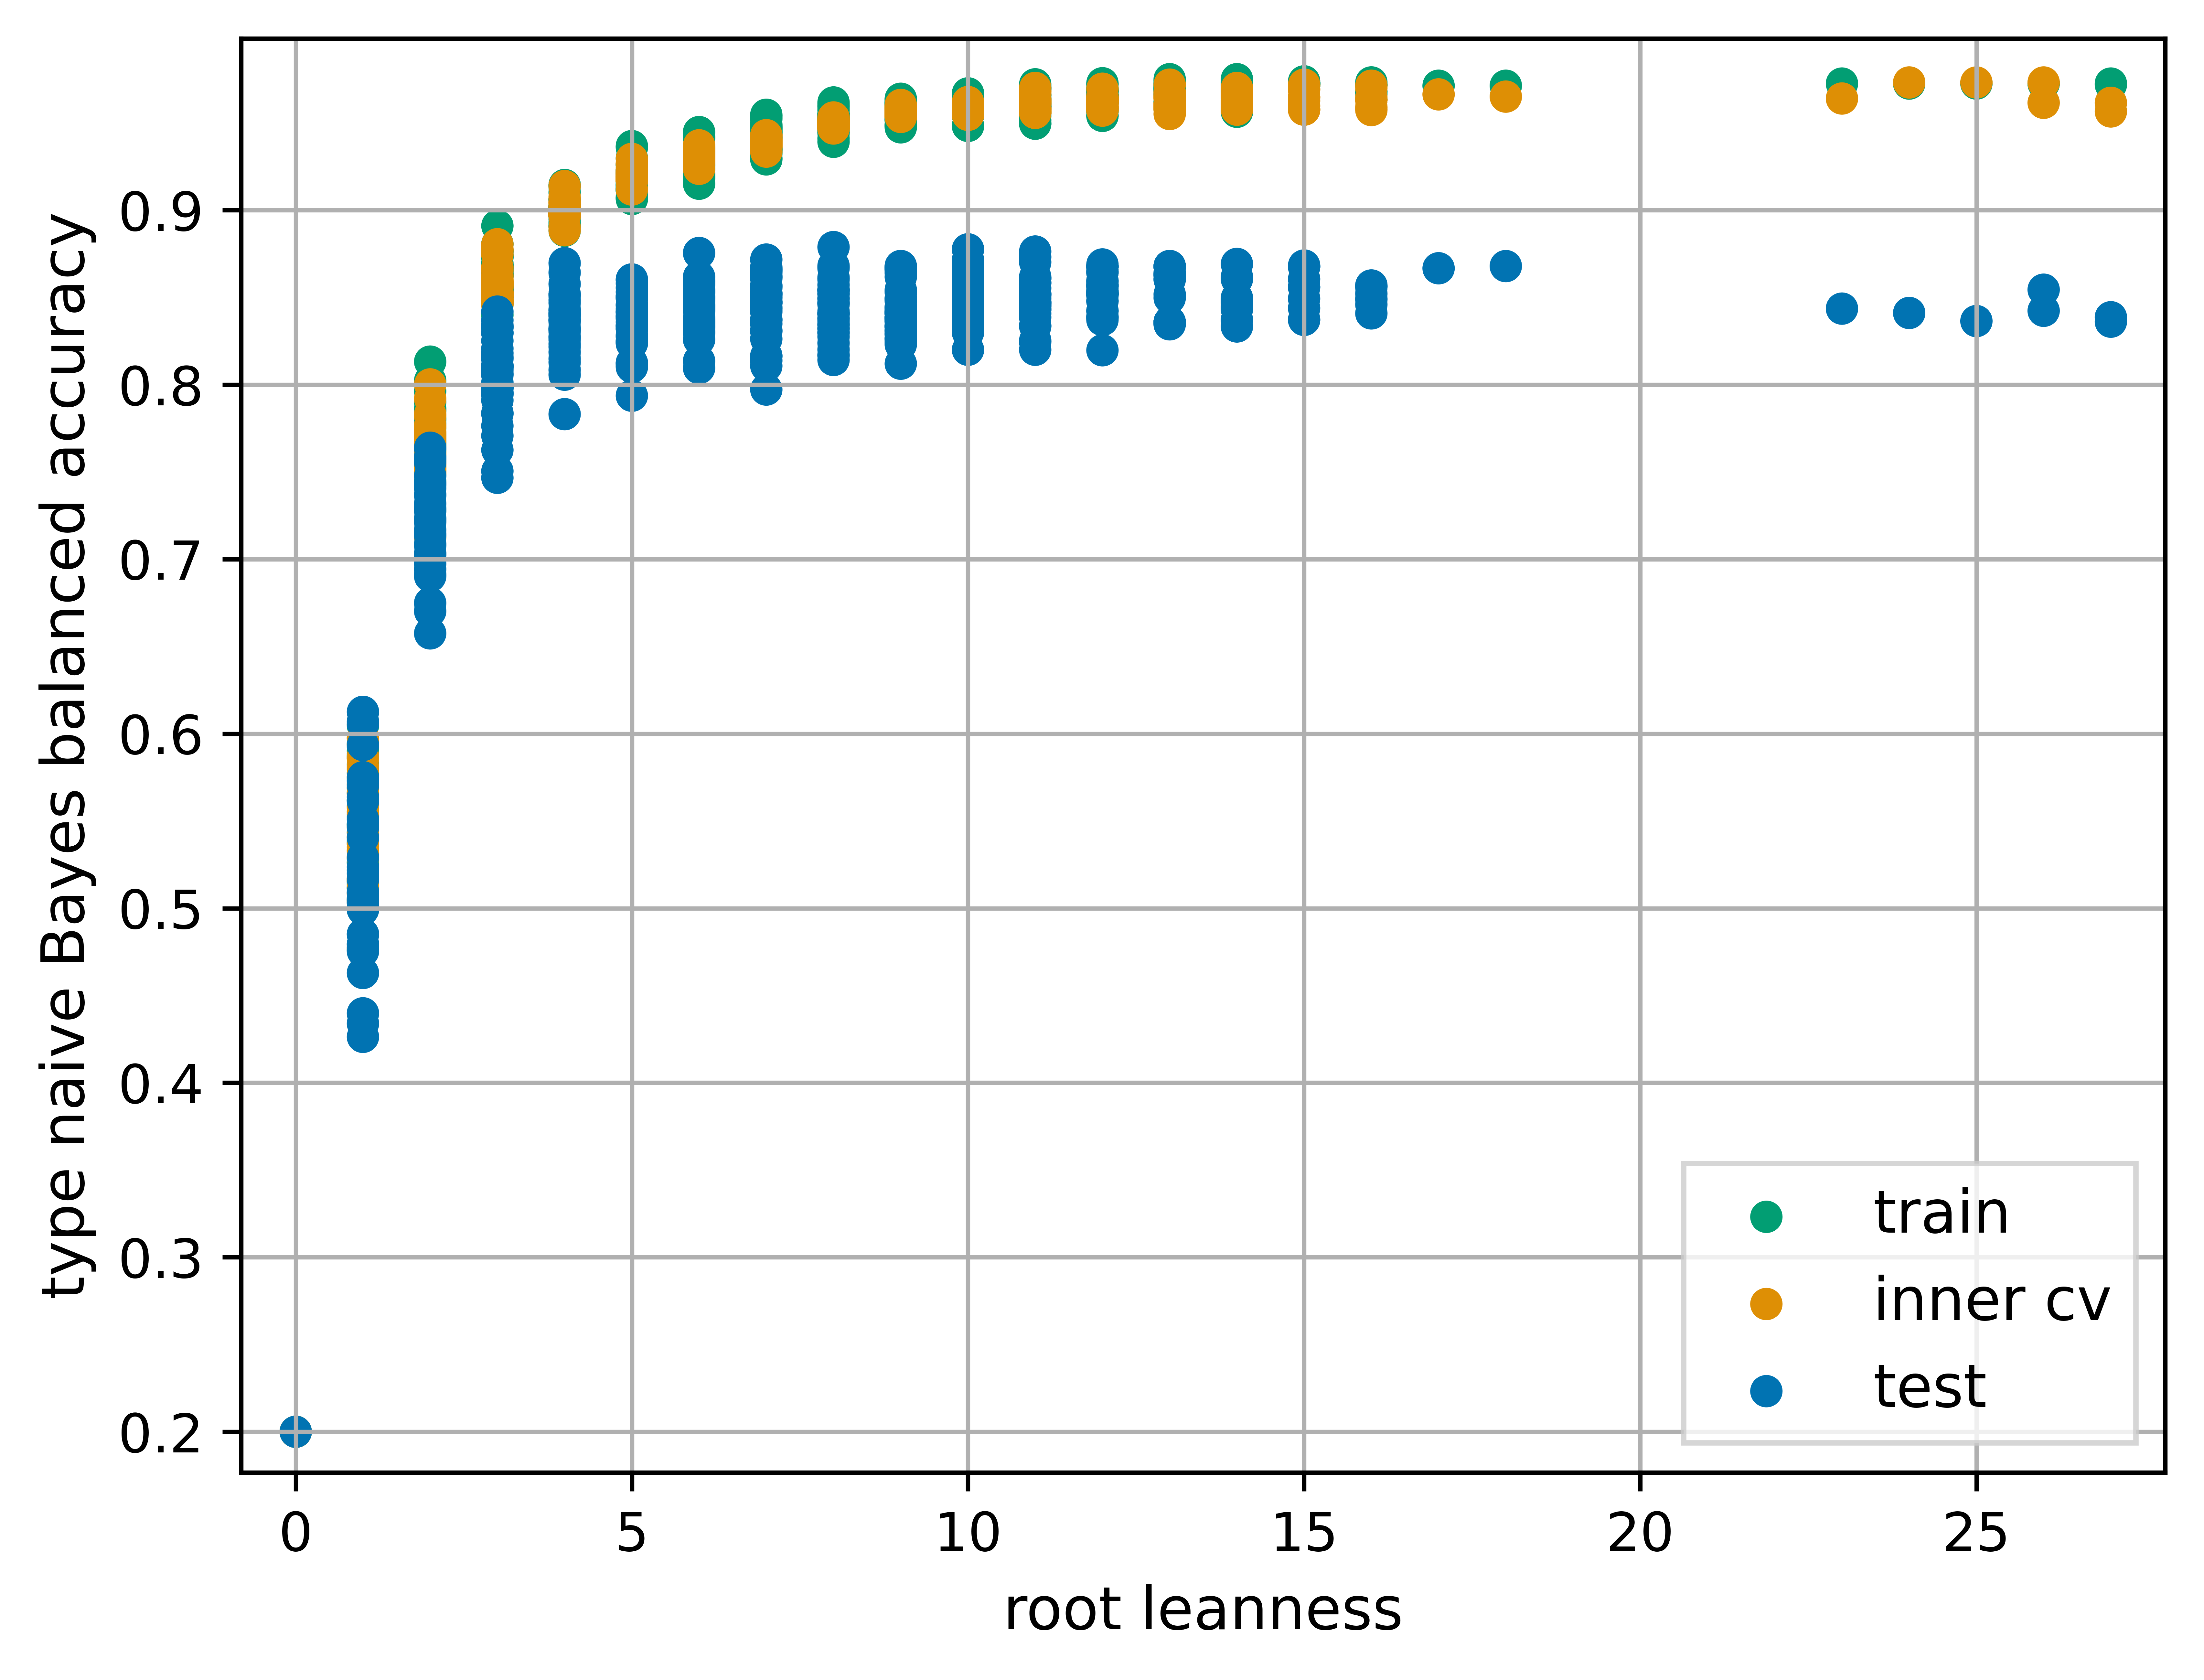 type naive Bayes balanced accuracy
0.9
0.8
0.7
0.6
0.5
0.4
0.3
0.2
train
inner cv
test
0 5 10 15 20 25
root leanness